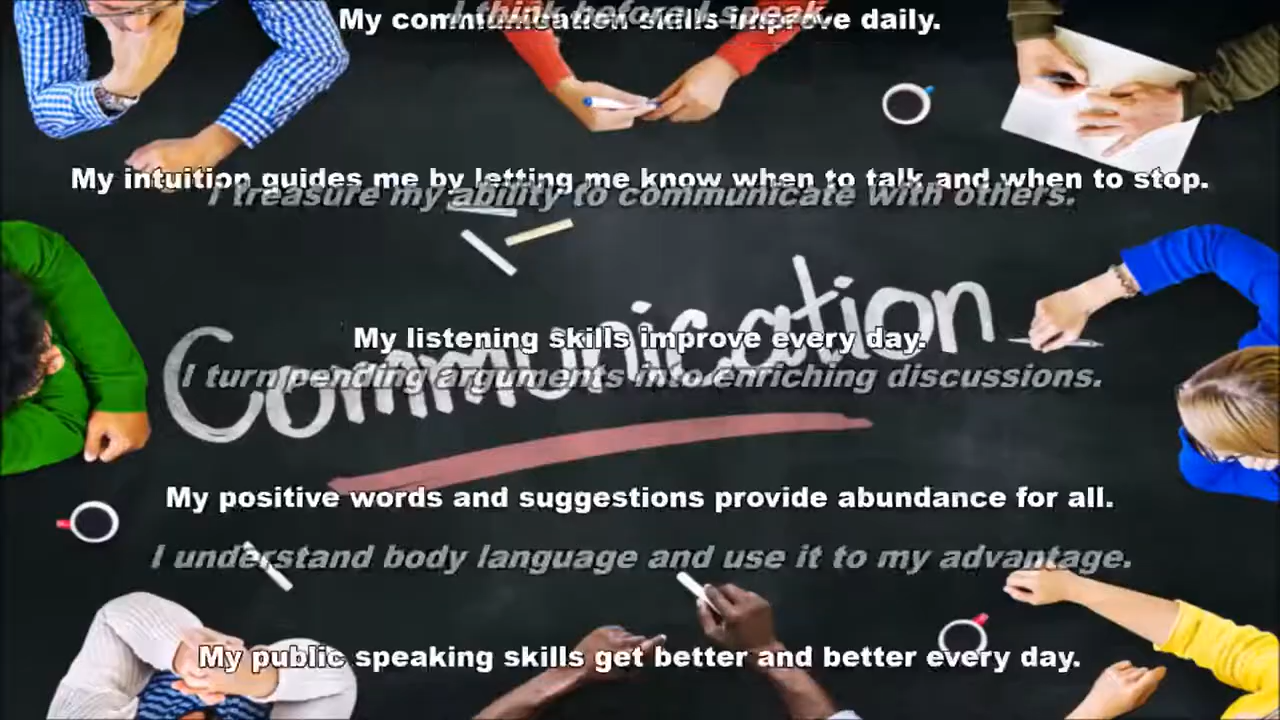 I think before I speak.
My communication skills improve daily.
My intuition guides me by letting me know when to talk and when to stop.
I treasure my ability to communicate with others.
Communication
My listening skills improve every day.
I turn pending arguments into enriching discussions.
My positive words and suggestions provide abundance for all.
I understand body language and use it to my advantage.
My public speaking skills get better and better every day.